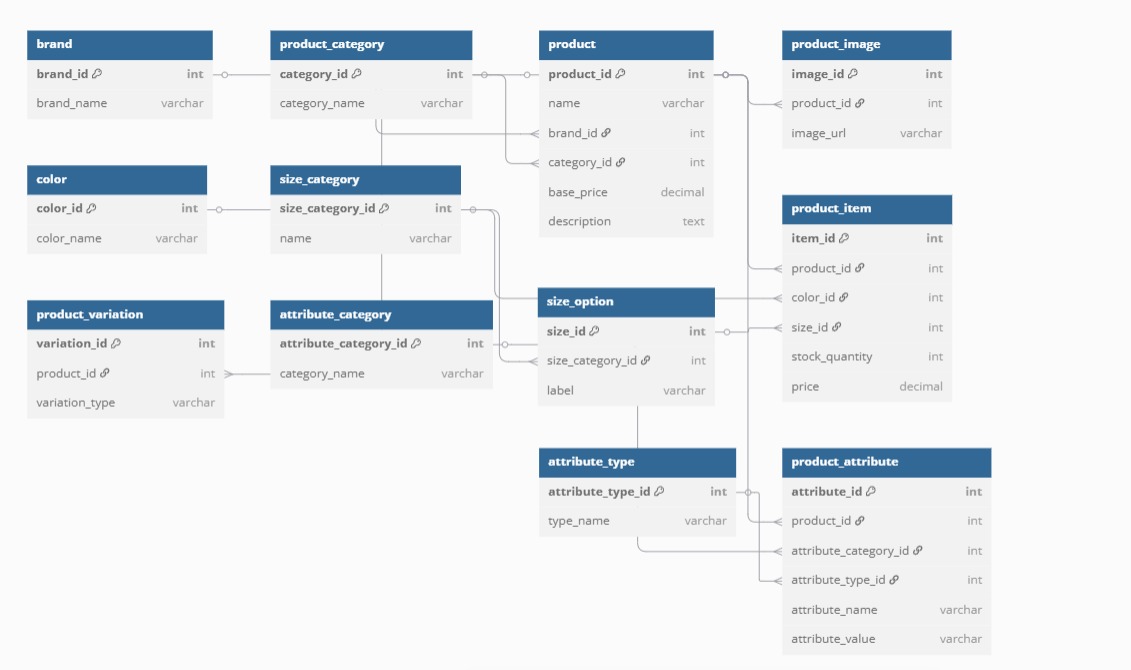 brand
brand_id int
brand_name varchar
product_category
category_id int
category_name varchar
product
product_id int
name varchar
brand_id int
category_id int
base_price decimal
description text
product_image
image_id int
product_id int
image_url varchar
color
color_id int
color_name varchar
size_category
size_category_id int
name varchar
product_item
item_id int
product_id int
color_id int
size_id int
stock_quantity int
price decimal
product_variation
variation_id int
product_id int
variation_type varchar
attribute_category
attribute_category_id int
category_name varchar
size_option
size_id int
size_category_id int
label varchar
attribute_type
attribute_type_id int
type_name varchar
product_attribute
attribute_id int
product_id int
attribute_category_id int
attribute_type_id int
attribute_name varchar
attribute_value varchar